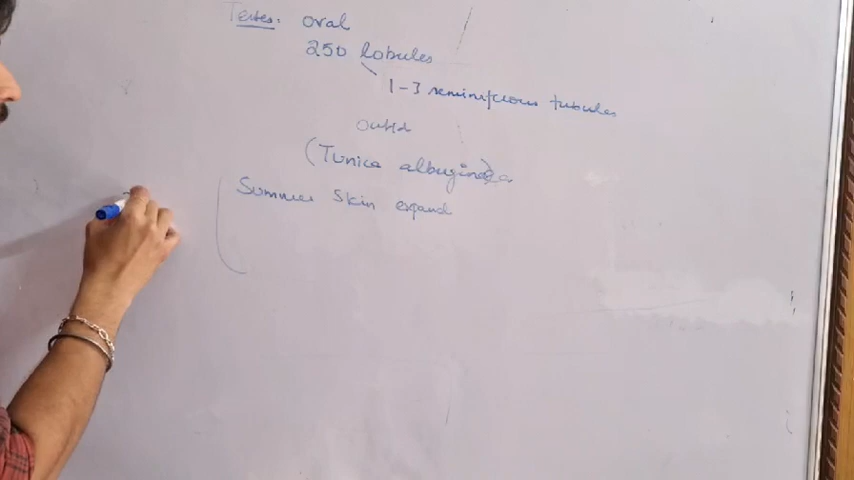 Testes: oval
250 lobules
1-3 seminiferous tubules
outer
(Tunica albuginea
Summer Skin expand